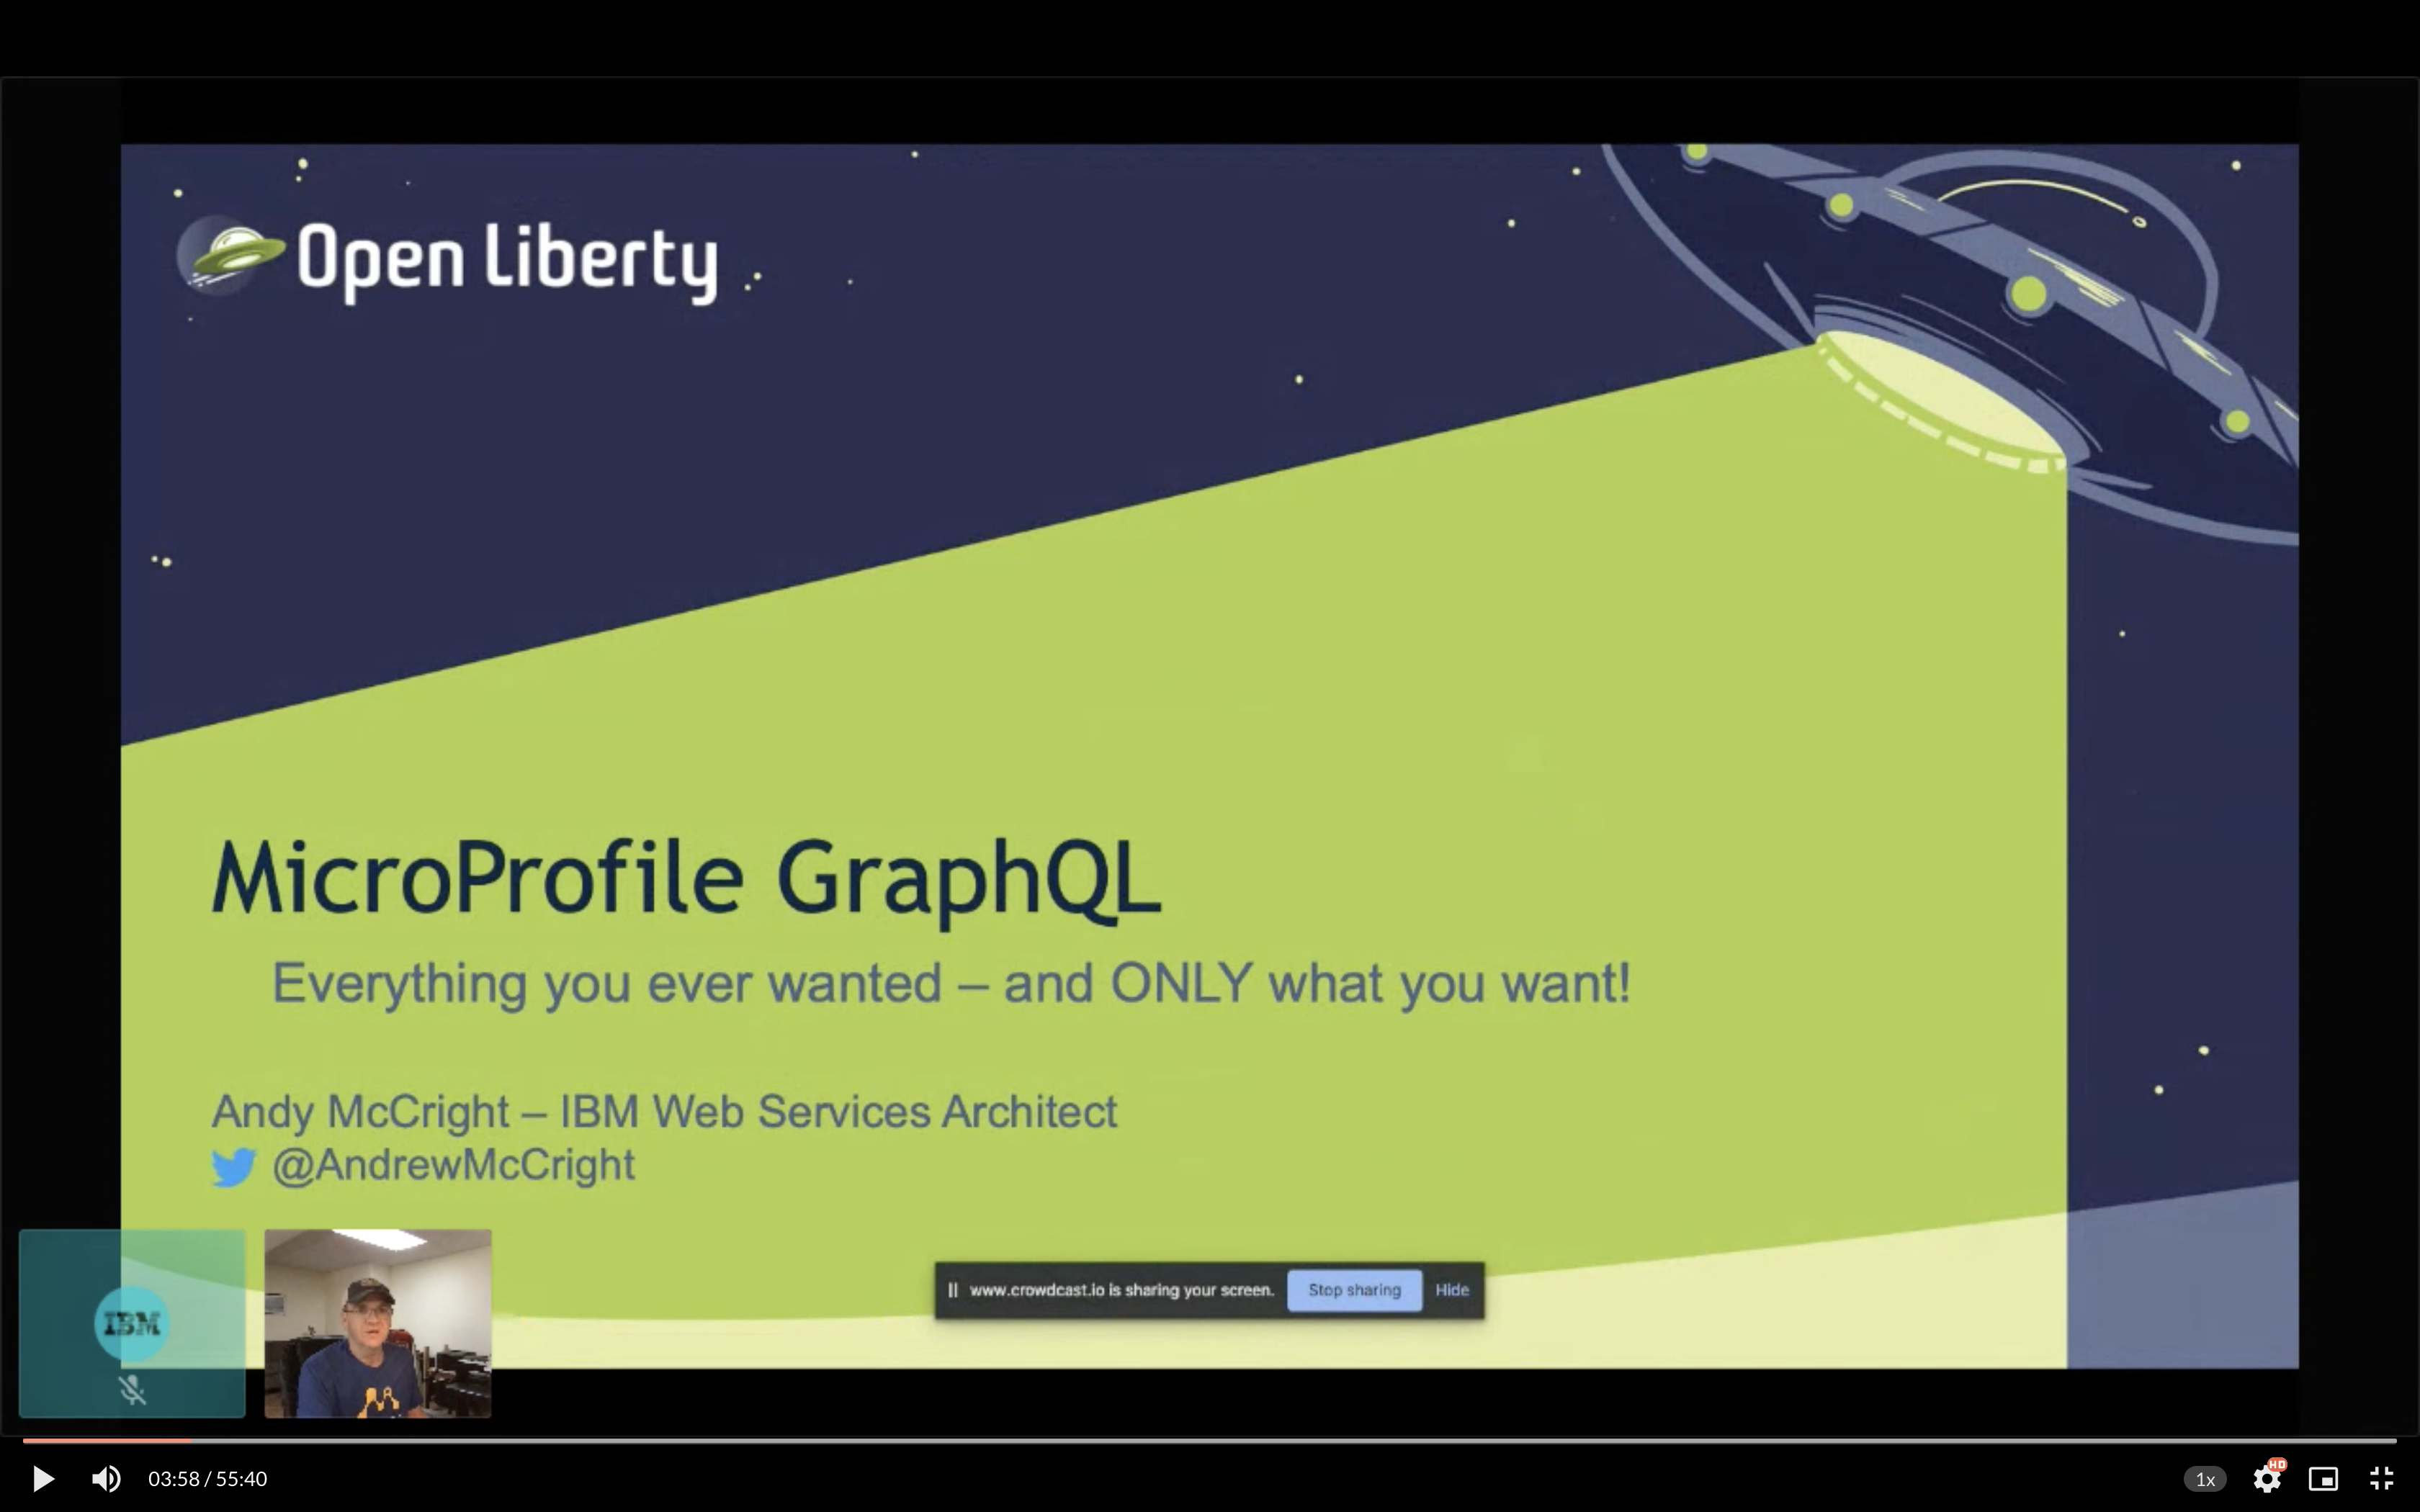 Open Liberty
MicroProfile GraphQL
Everything you ever wanted – and ONLY what you want!
Andy McCright – IBM Web Services Architect
@AndrewMcCright
IBM
www.crowdcast.io is sharing your screen. Stop sharing Hide
03:58 / 55:40 1x HD